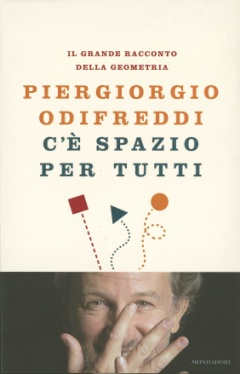 IL GRANDE RACCONTO
DELLA GEOMETRIA
PIERGIORGIO
ODIFREDDI
C'È SPAZIO
PER TUTTI
MONDADORI